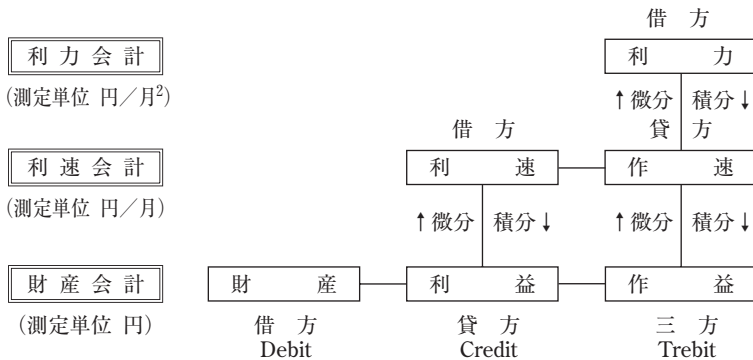 借 方
利力会計
利 力
(測定単位 円／月²)
↑微分 積分↓
借 方
貸 方
利速会計
利 速
作 速
(測定単位 円／月)
↑微分 積分↓
↑微分 積分↓
財産会計
財 産
利 益
作 益
(測定単位 円)
借 方
貸 方
三 方
Debit
Credit
Trebit